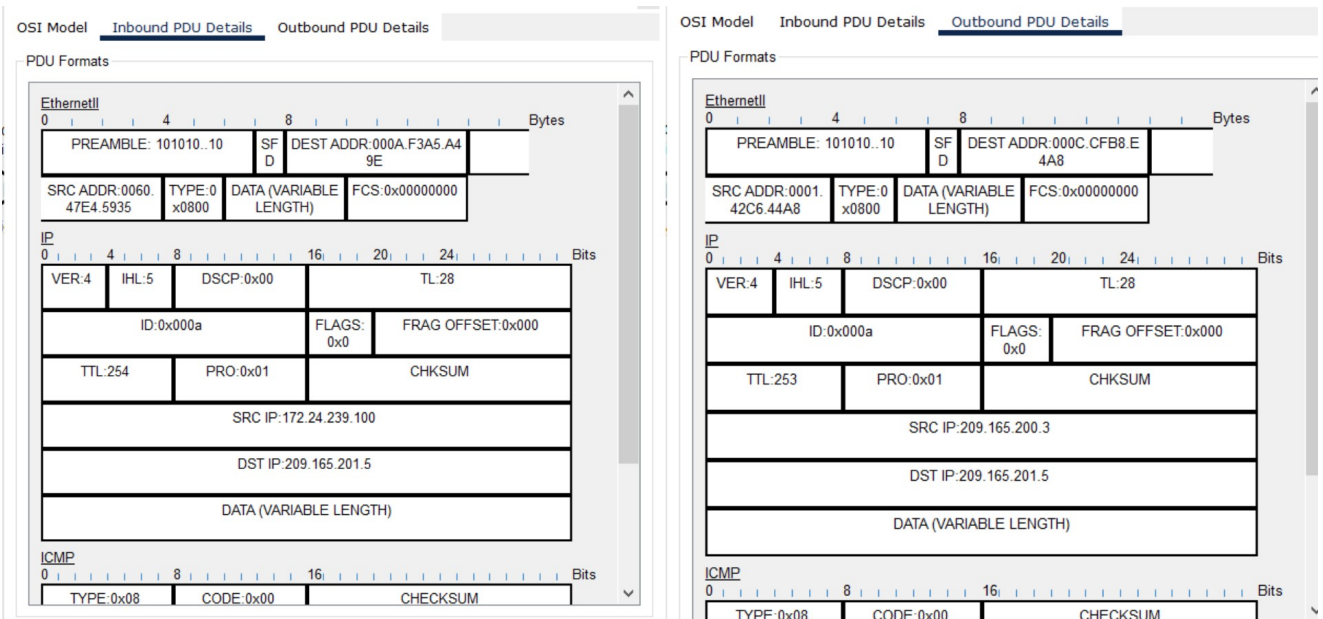 OSI Model Inbound PDU Details Outbound PDU Details
PDU Formats
EthernetII
0 4 8 Bytes
PREAMBLE: 101010..10 SF DEST ADDR:000A.F3A5.A4
D 9E
SRC ADDR:0060. TYPE:0 DATA (VARIABLE FCS:0x00000000
47E4.5935 x0800 LENGTH)
IP
0 4 8 16 20 24 Bits
VER:4 IHL:5 DSCP:0x00 TL:28
ID:0x000a FLAGS: FRAG OFFSET:0x000
0x0
TTL:254 PRO:0x01 CHKSUM
SRC IP:172.24.239.100
DST IP:209.165.201.5
DATA (VARIABLE LENGTH)
ICMP
0 8 16 Bits
TYPE:0x08 CODE:0x00 CHECKSUM
OSI Model Inbound PDU Details Outbound PDU Details
PDU Formats
EthernetII
0 4 8 Bytes
PREAMBLE: 101010..10 SF DEST ADDR:000C.CFB8.E
D 4A8
SRC ADDR:0001. TYPE:0 DATA (VARIABLE FCS:0x00000000
42C6.44A8 x0800 LENGTH)
IP
0 4 8 16 20 24 Bits
VER:4 IHL:5 DSCP:0x00 TL:28
ID:0x000a FLAGS: FRAG OFFSET:0x000
0x0
TTL:253 PRO:0x01 CHKSUM
SRC IP:209.165.200.3
DST IP:209.165.201.5
DATA (VARIABLE LENGTH)
ICMP
0 8 16 Bits
TYPE:0x08 CODE:0x00 CHECKSUM